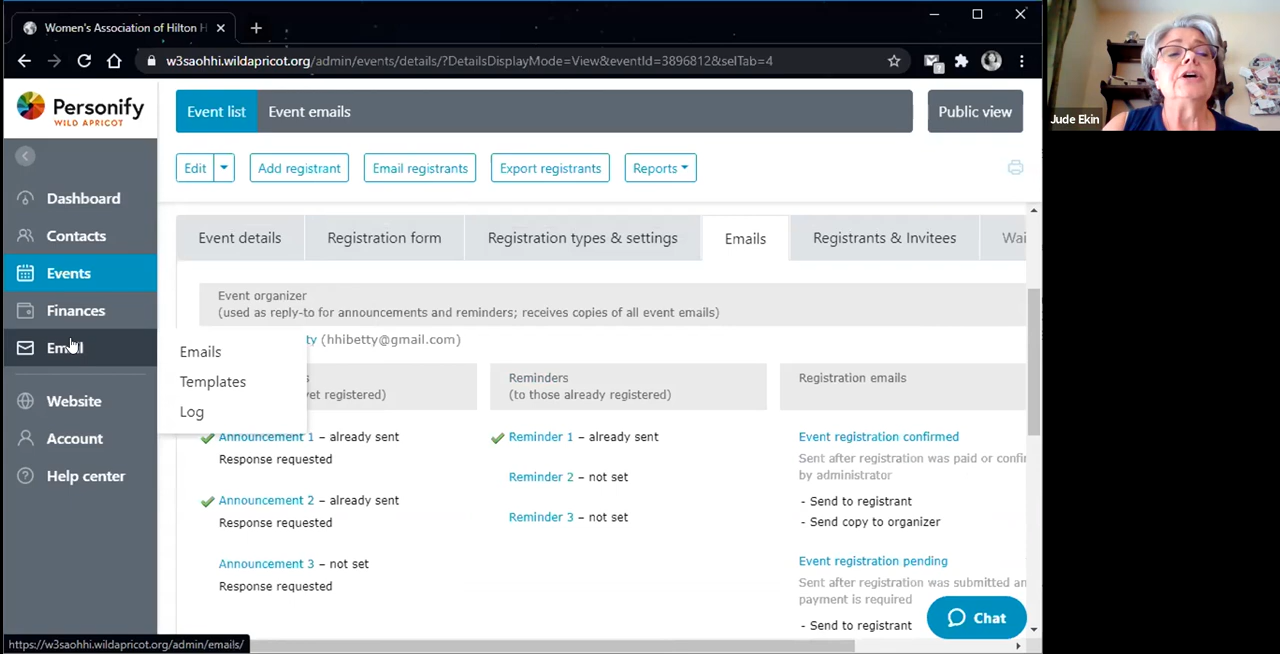 Women's Association of Hilton H
w3saohhi.wildapricot.org/admin/events/details/?DetailsDisplayMode=View&eventId=3896812&selTab=4
Personify
WILD APRICOT
Event list
Event emails
Public view
Edit
Add registrant
Email registrants
Export registrants
Reports
Dashboard
Contacts
Events
Finances
Email
Website
Account
Help center
Emails
Templates
Log
Event details
Registration form
Registration types & settings
Emails
Registrants & Invitees
Wai
Event organizer
(used as reply-to for announcements and reminders; receives copies of all event emails)
ty (hhibetty@gmail.com)
s
et registered)
Announcement 1 – already sent
Response requested
Announcement 2 – already sent
Response requested
Announcement 3 – not set
Response requested
Reminders
(to those already registered)
Reminder 1 – already sent
Reminder 2 – not set
Reminder 3 – not set
Registration emails
Event registration confirmed
Sent after registration was paid or confir
by administrator
- Send to registrant
- Send copy to organizer
Event registration pending
Sent after registration was submitted an
payment is required
- Send to registrant
Chat
https://w3saohhi.wildapricot.org/admin/emails/
Jude Ekin